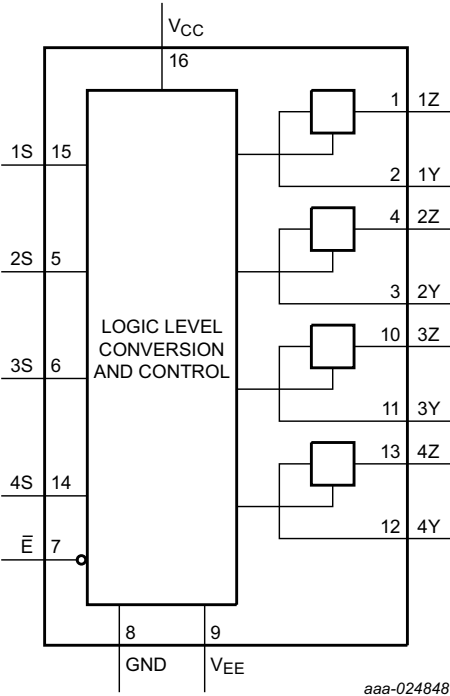 VCC
16
1 1Z
1S 15
2 1Y
4 2Z
2S 5
3 2Y
LOGIC LEVEL
CONVERSION
AND CONTROL
10 3Z
3S 6
11 3Y
13 4Z
4S 14
12 4Y
E̅ 7
8 9
GND VEE
aaa-024848